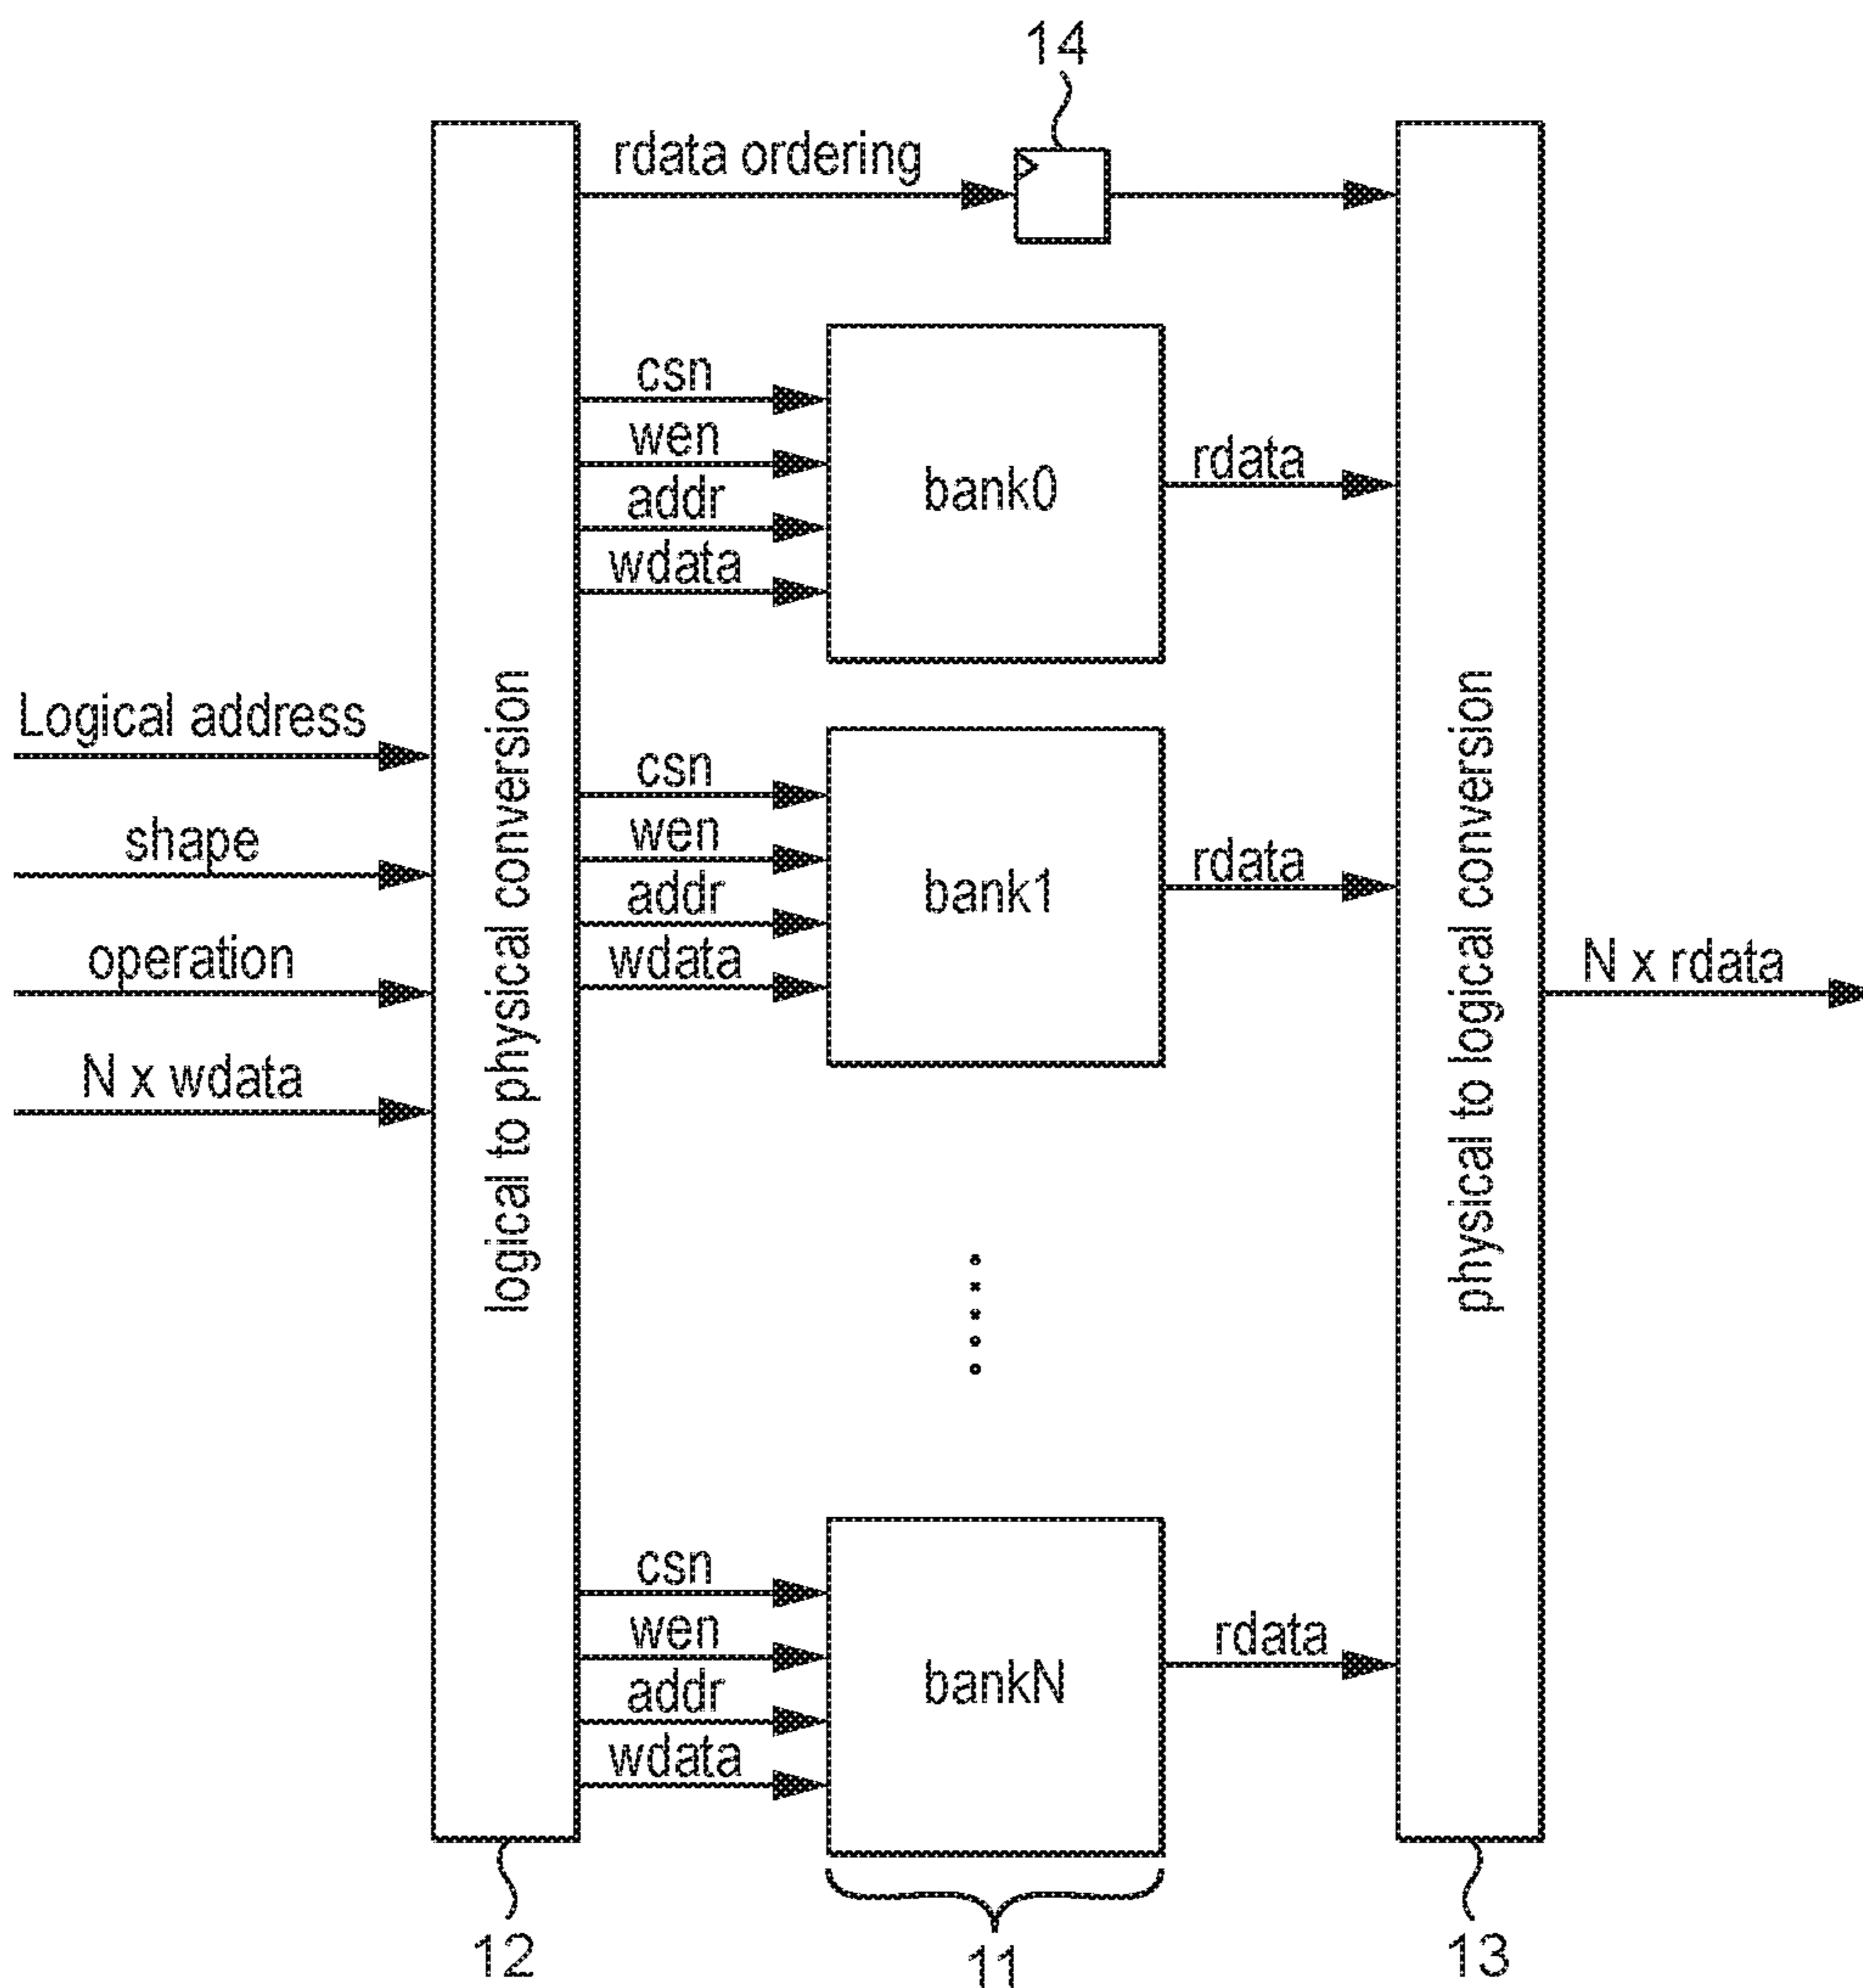 14
rdata ordering
csn
wen
addr
wdata
bank0
rdata
Logical address
shape
operation
N x wdata
logical to physical conversion
csn
wen
addr
wdata
bank1
rdata
physical to logical conversion
N x rdata
csn
wen
addr
wdata
bankN
rdata
12
11
13